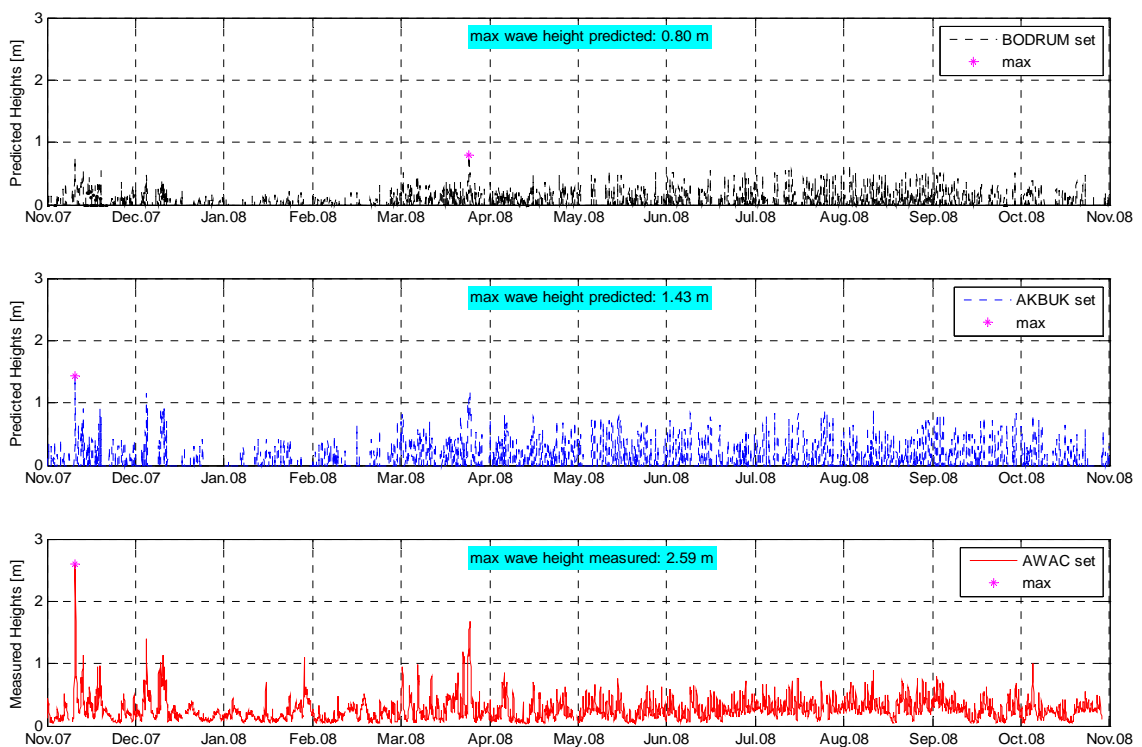 3
max wave height predicted: 0.80 m
BODRUM set
max
2
1
0
Predicted Heights [m]
Nov.07 Dec.07 Jan.08 Feb.08 Mar.08 Apr.08 May.08 Jun.08 Jul.08 Aug.08 Sep.08 Oct.08 Nov.08
3
max wave height predicted: 1.43 m
AKBUK set
max
2
1
0
Predicted Heights [m]
Nov.07 Dec.07 Jan.08 Feb.08 Mar.08 Apr.08 May.08 Jun.08 Jul.08 Aug.08 Sep.08 Oct.08 Nov.08
3
max wave height measured: 2.59 m
AWAC set
max
2
1
0
Measured Heights [m]
Nov.07 Dec.07 Jan.08 Feb.08 Mar.08 Apr.08 May.08 Jun.08 Jul.08 Aug.08 Sep.08 Oct.08 Nov.08